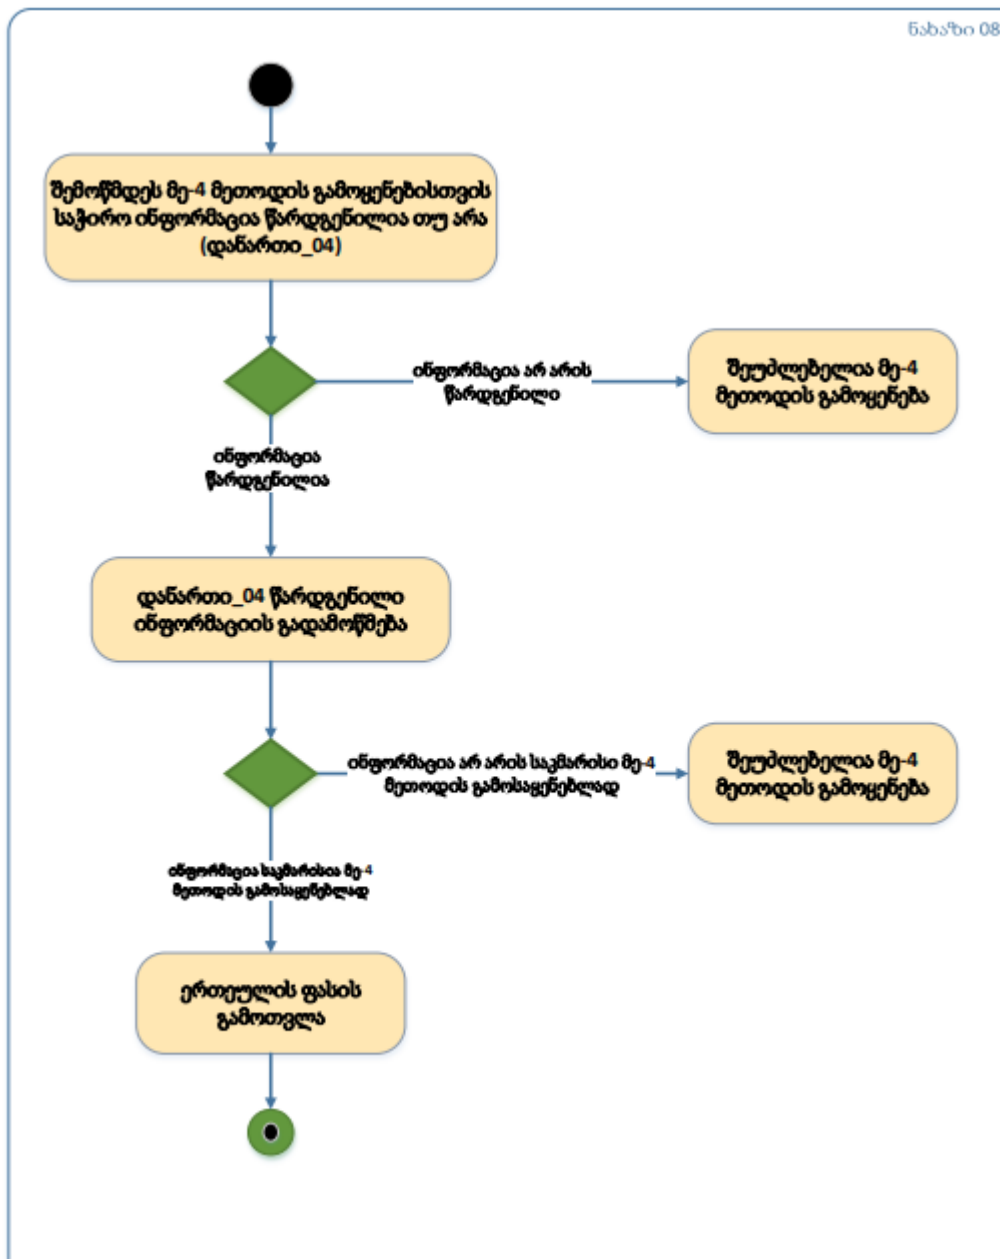 ნახაზი 08
შემოწმდეს მე-4 მეთოდის გამოყენებისთვის
საჭირო ინფორმაცია წარდგენილია თუ არა
(დანართი_04)
ინფორმაცია არ არის
წარდგენილი
შეუძლებელია მე-4
მეთოდის გამოყენება
ინფორმაცია
წარდგენილია
დანართი_04 წარდგენილი
ინფორმაციის გადამოწმება
ინფორმაცია არ არის საკმარისი მე-4
მეთოდის გამოსაყენებლად
შეუძლებელია მე-4
მეთოდის გამოყენება
ინფორმაცია საკმარისია მე-4
მეთოდის გამოსაყენებლად
ერთეულის ფასის
გამოთვლა